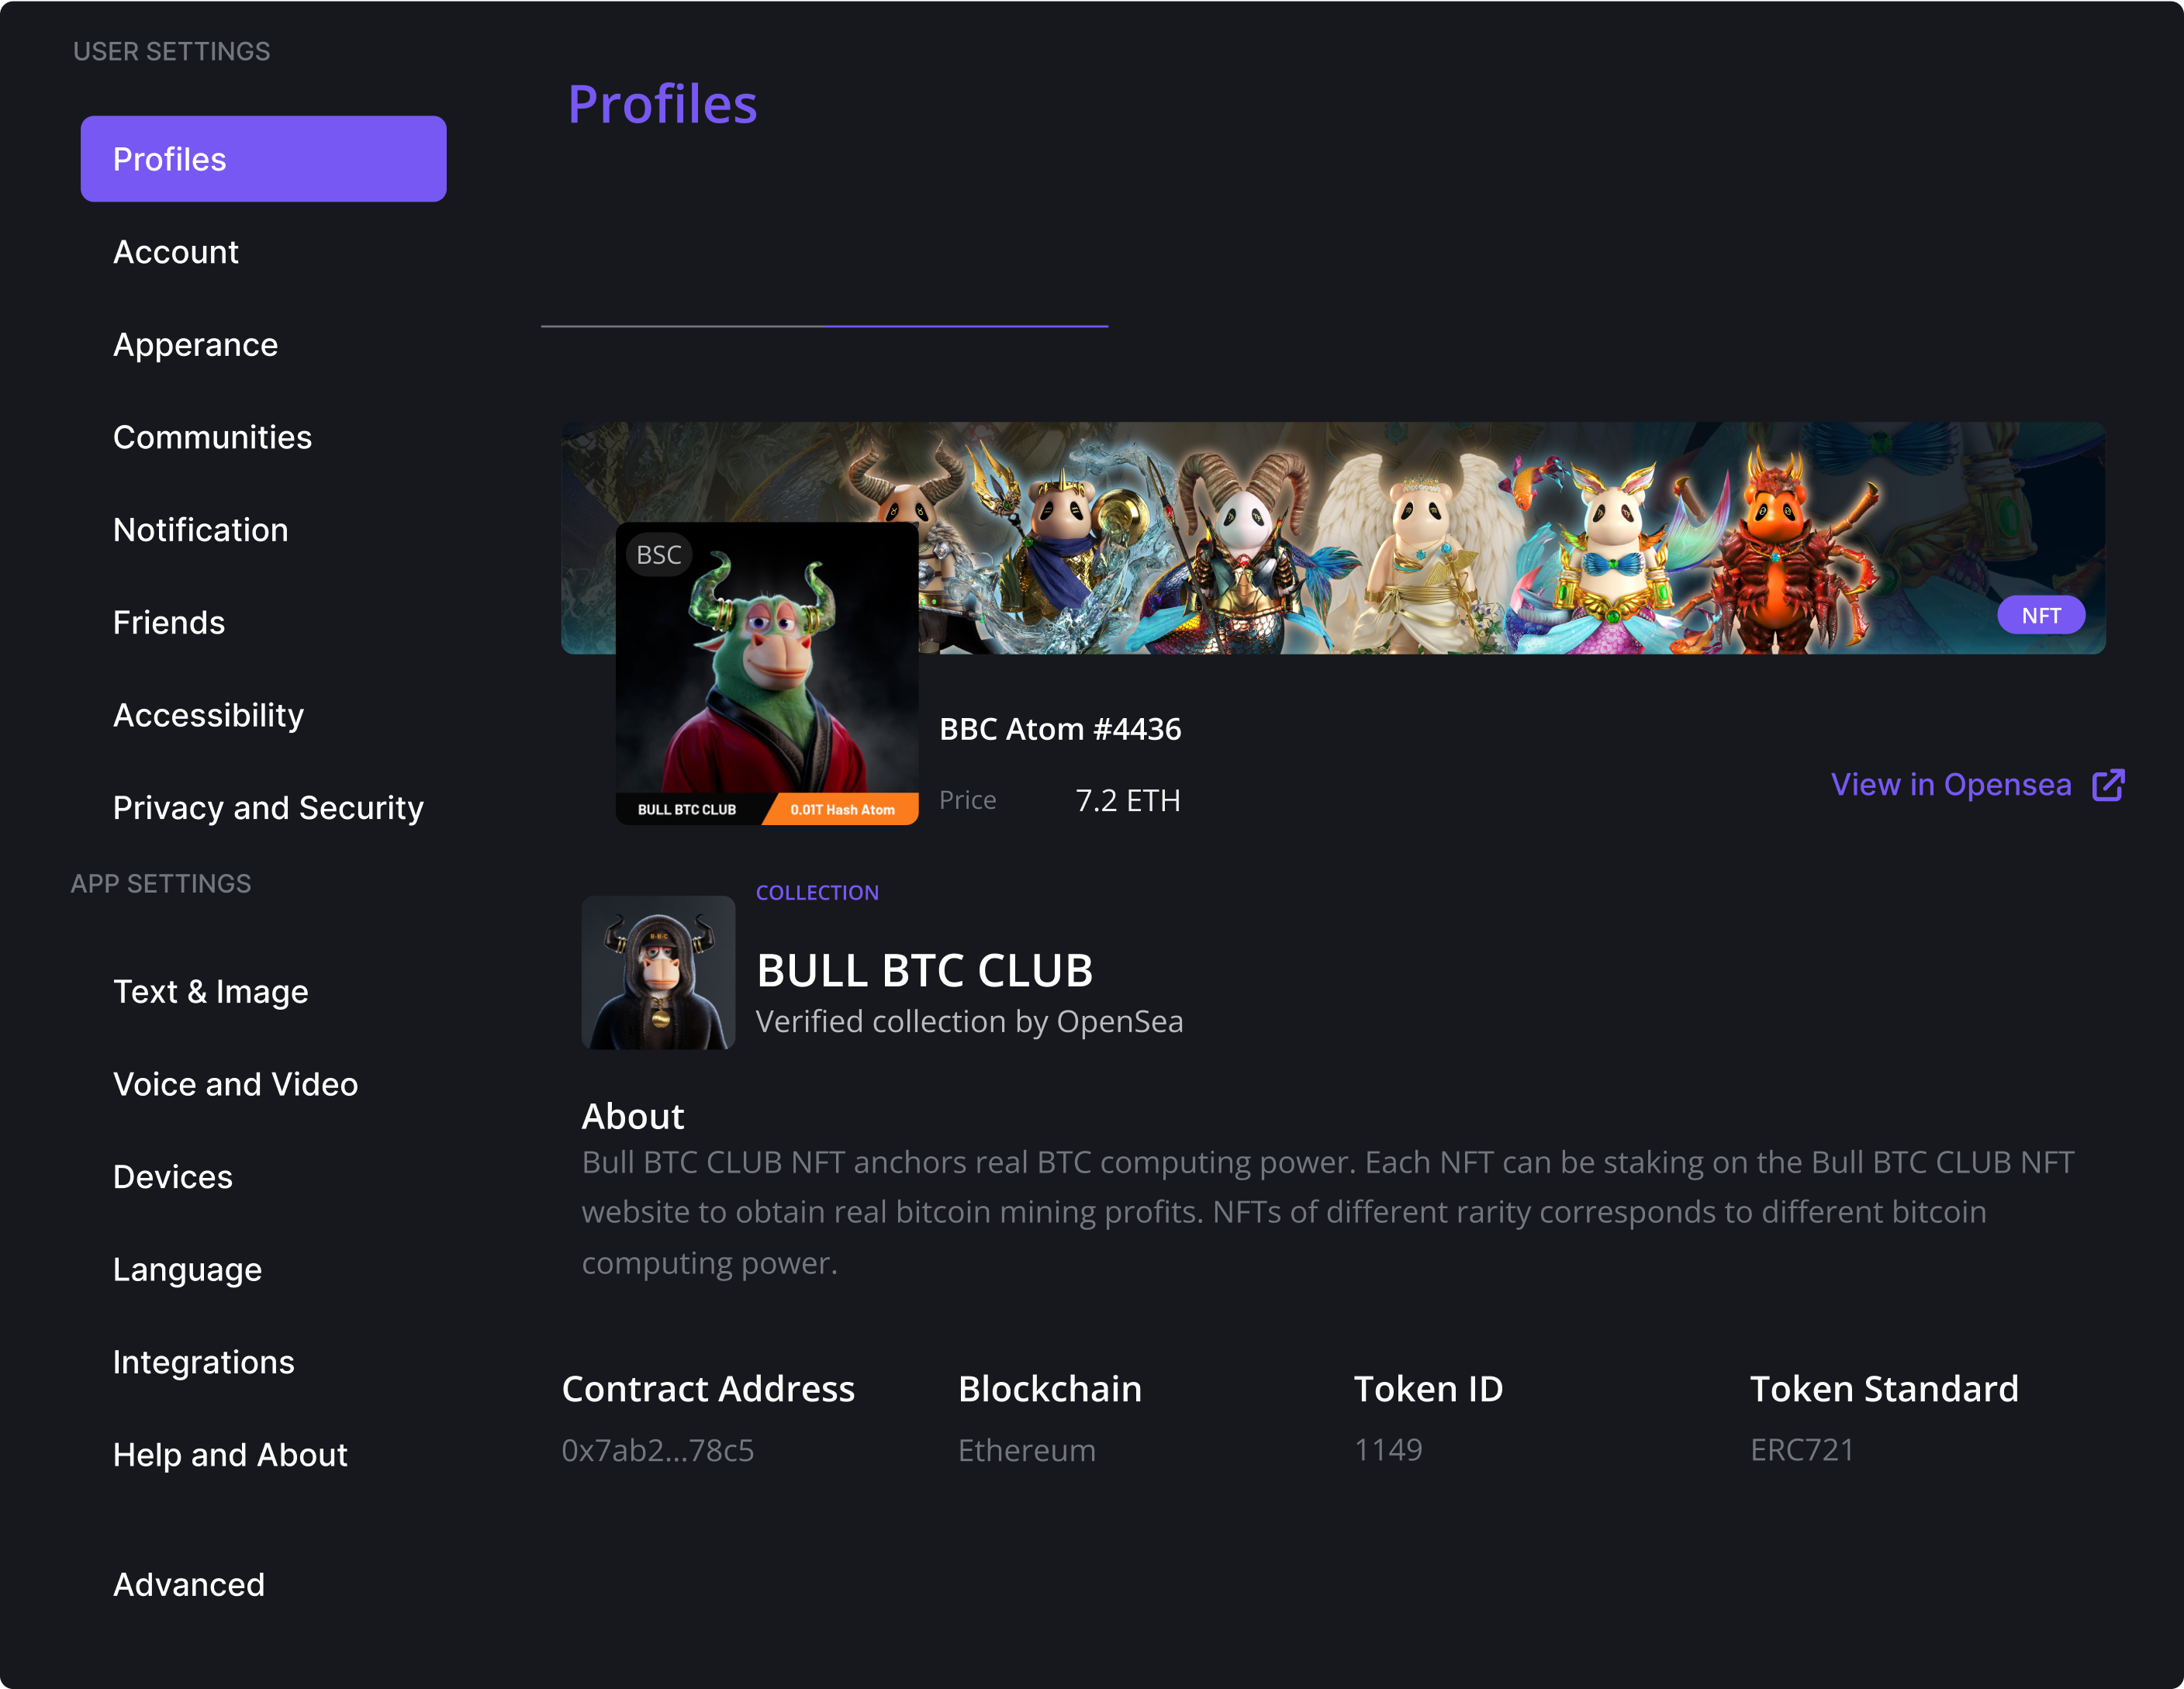 USER SETTINGS
Profiles
Account
Apperance
Communities
Notification
Friends
Accessibility
Privacy and Security
APP SETTINGS
Text & Image
Voice and Video
Devices
Language
Integrations
Help and About
Advanced
Profiles
NFT
BSC
BULL BTC CLUB
0.01T Hash Atom
BBC Atom #4436
Price 7.2 ETH
View in Opensea
COLLECTION
B·B·C
BULL BTC CLUB
Verified collection by OpenSea
About
Bull BTC CLUB NFT anchors real BTC computing power. Each NFT can be staking on the Bull BTC CLUB NFT
website to obtain real bitcoin mining profits. NFTs of different rarity corresponds to different bitcoin
computing power.
Contract Address
0x7ab2...78c5
Blockchain
Ethereum
Token ID
1149
Token Standard
ERC721